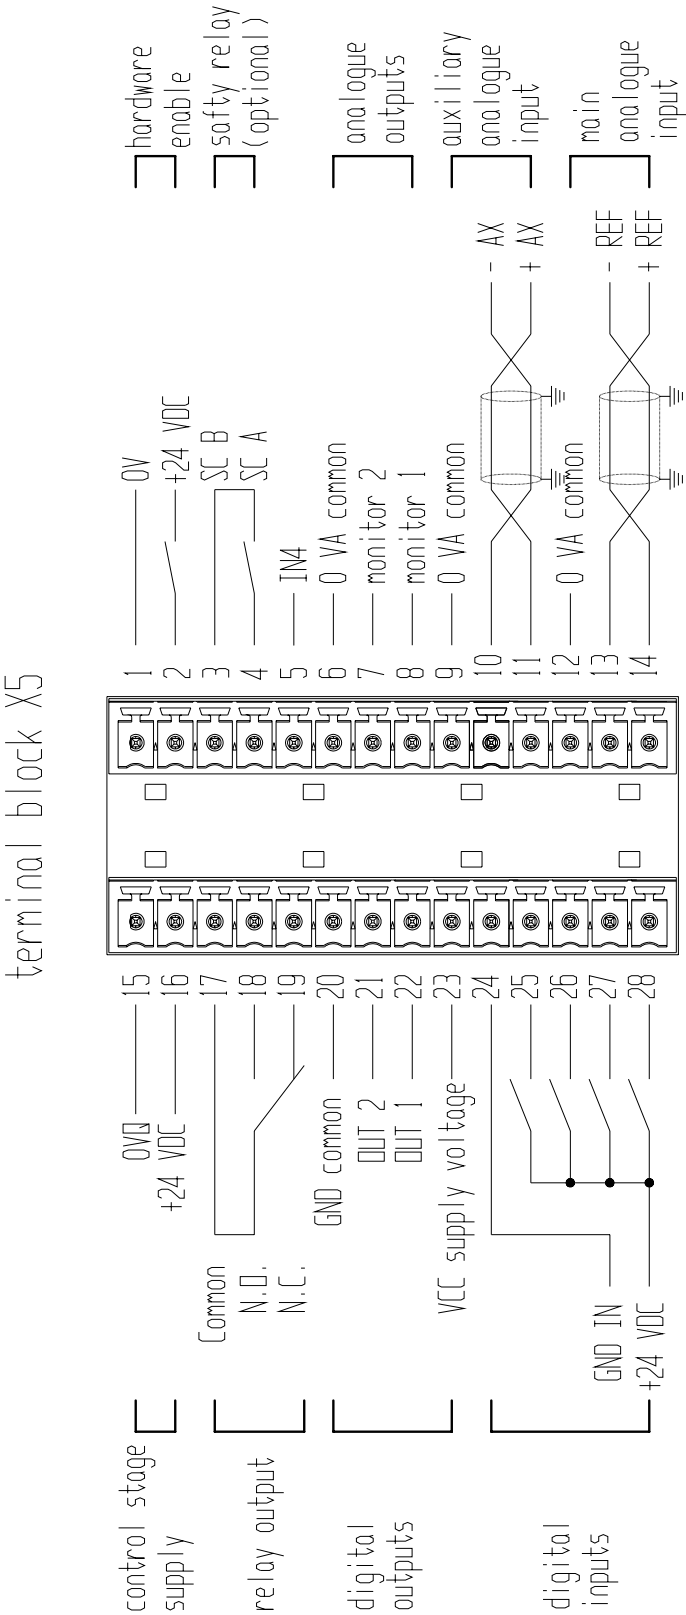 terminal block X5
hardware
enable
safty relay
(optional)
analogue
outputs
auxiliary
analogue
input
main
analogue
input
0V
+24 VDC
SC B
SC A
IN4
0 VA common
monitor 2
monitor 1
0 VA common
- AX
+ AX
0 VA common
- REF
+ REF
1
2
3
4
5
6
7
8
9
10
11
12
13
14
15
16
17
18
19
20
21
22
23
24
25
26
27
28
0VQ
+24 VDC
Common
N.O.
N.C.
GND common
OUT 2
OUT 1
VCC supply voltage
GND IN
+24 VDC
control stage
supply
relay output
digital
outputs
digital
inputs